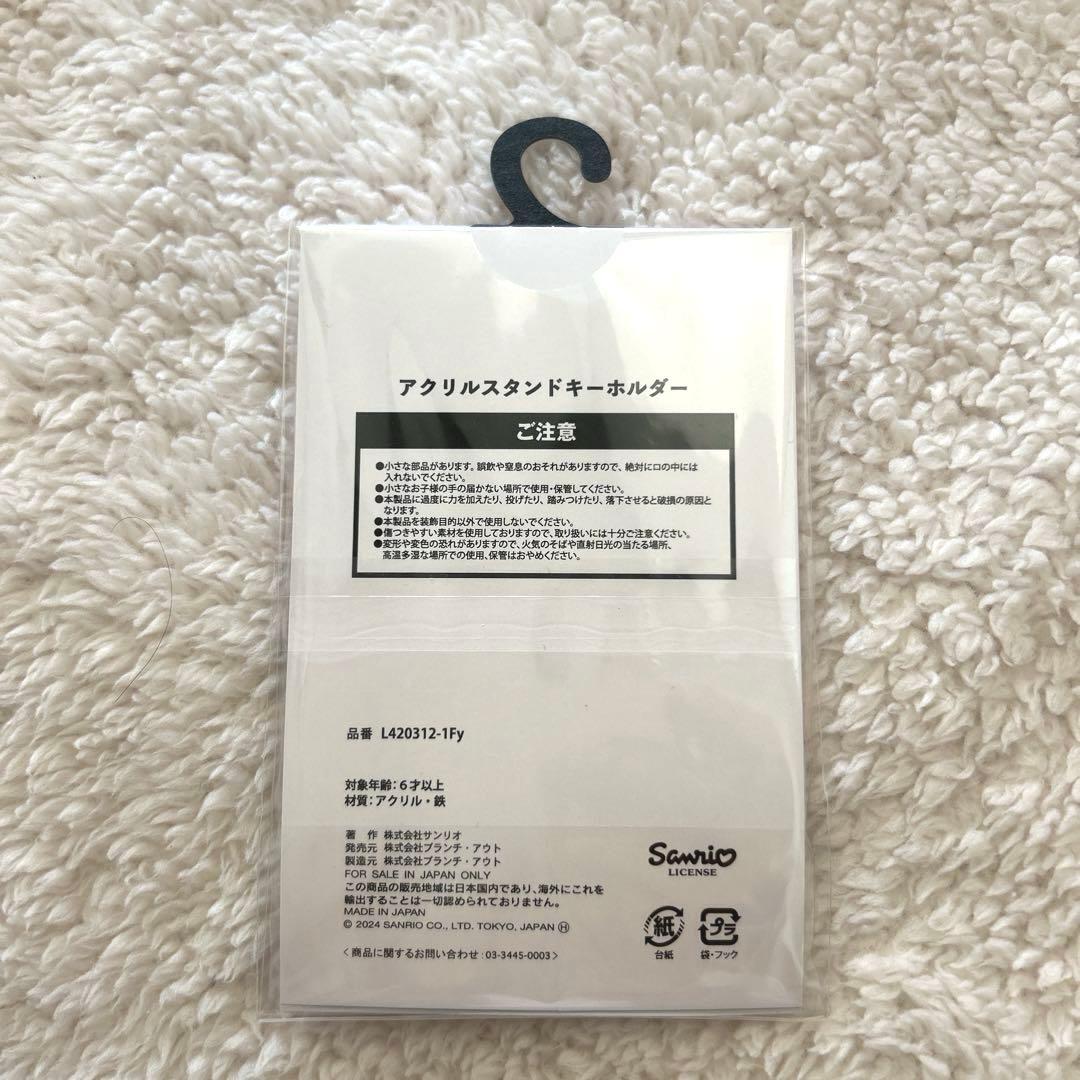 アクリルスタンドキーホルダー
ご注意
●小さな部品があります。誤飲や窒息のおそれがありますので、絶対に口の中には
入れないでください。
●小さなお子様の手の届かない場所で使用・保管してください。
●本製品に過度に力を加えたり、投げたり、踏みつけたり、落下させると破損の原因と
なります。
●本製品を装飾目的以外で使用しないでください。
●傷つきやすい素材を使用しておりますので、取り扱いには十分ご注意ください。
●変形や変色の恐れがありますので、火気のそばや直射日光の当たる場所、
高温多湿な場所での使用、保管はおやめください。
品番 L420312-1Fy
対象年齢:6才以上
材質:アクリル・鉄
著 作 株式会社サンリオ
発売元 株式会社ブランチ・アウト
製造元 株式会社ブランチ・アウト
FOR SALE IN JAPAN ONLY
この商品の販売地域は日本国内であり、海外にこれを
輸出することは一切認められておりません。
MADE IN JAPAN
© 2024 SANRIO CO., LTD. TOKYO, JAPAN Ⓗ
<商品に関するお問い合わせ:03-3445-0003>
Sanrio
LICENSE
紙
台紙
プラ
袋・フック